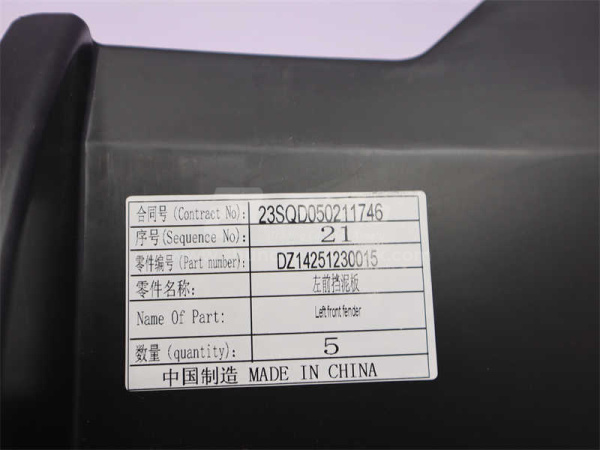 合同号(Contract No): 23SQD050211746
序号(Sequence No) 21
零件编号(Part number): DZ14251230015
零件名称: 左前挡泥板
Name Of Part: Left front fender
数量(quantity): 5
中国制造 MADE IN CHINA